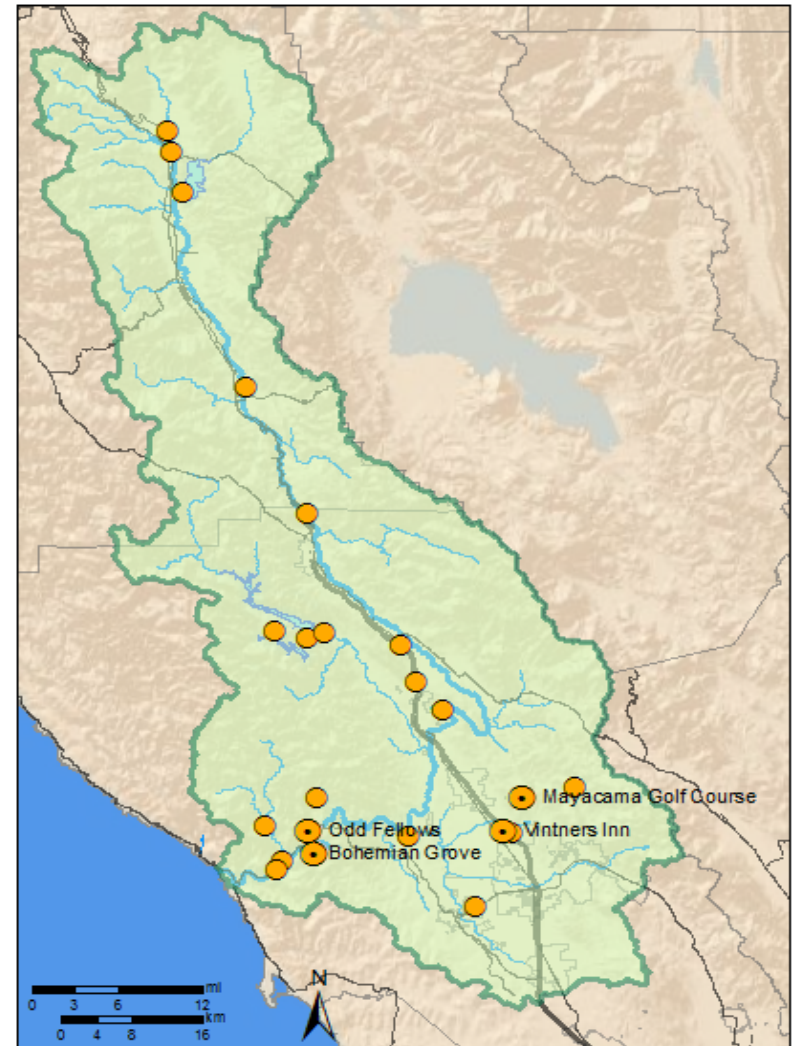 Mayacama Golf Course
Odd Fellows
Vintners Inn
Bohemian Grove
N
mi
0 3 6 12
km
0 4 8 16